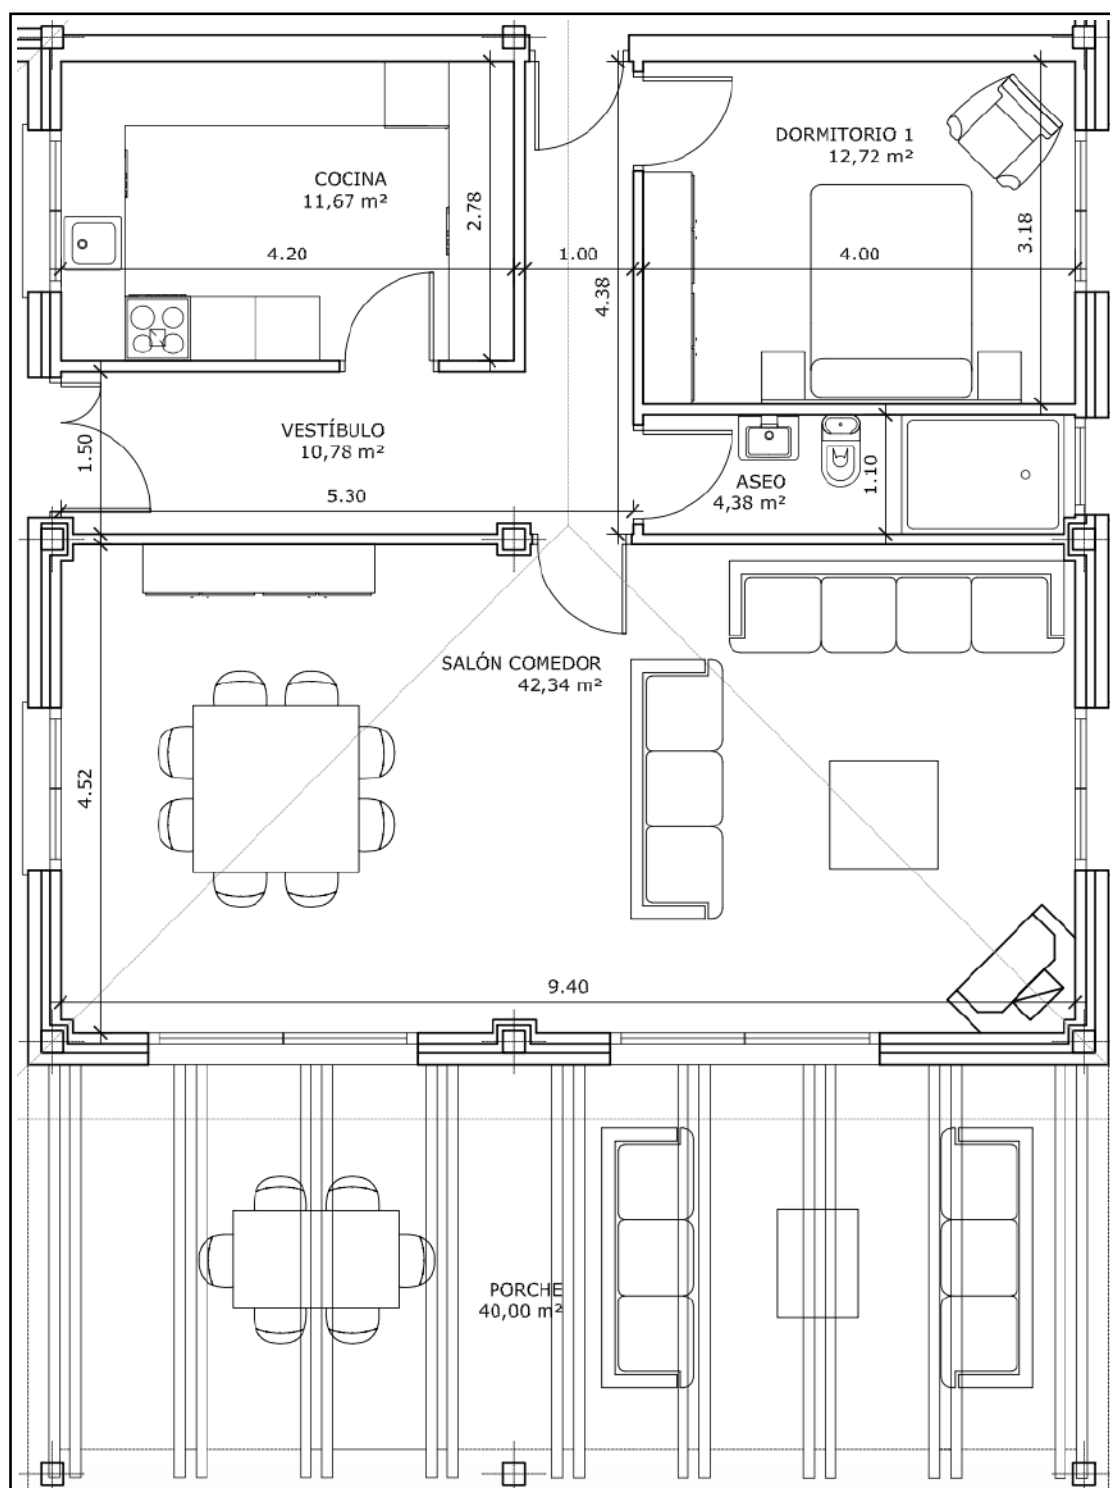 COCINA
11,67 m²
DORMITORIO 1
12,72 m²
2.78
3.18
4.20
1.00
4.00
4.38
VESTÍBULO
10,78 m²
1.50
1.10
ASEO
4,38 m²
5.30
SALÓN COMEDOR
42,34 m²
4.52
9.40
PORCHE
40,00 m²